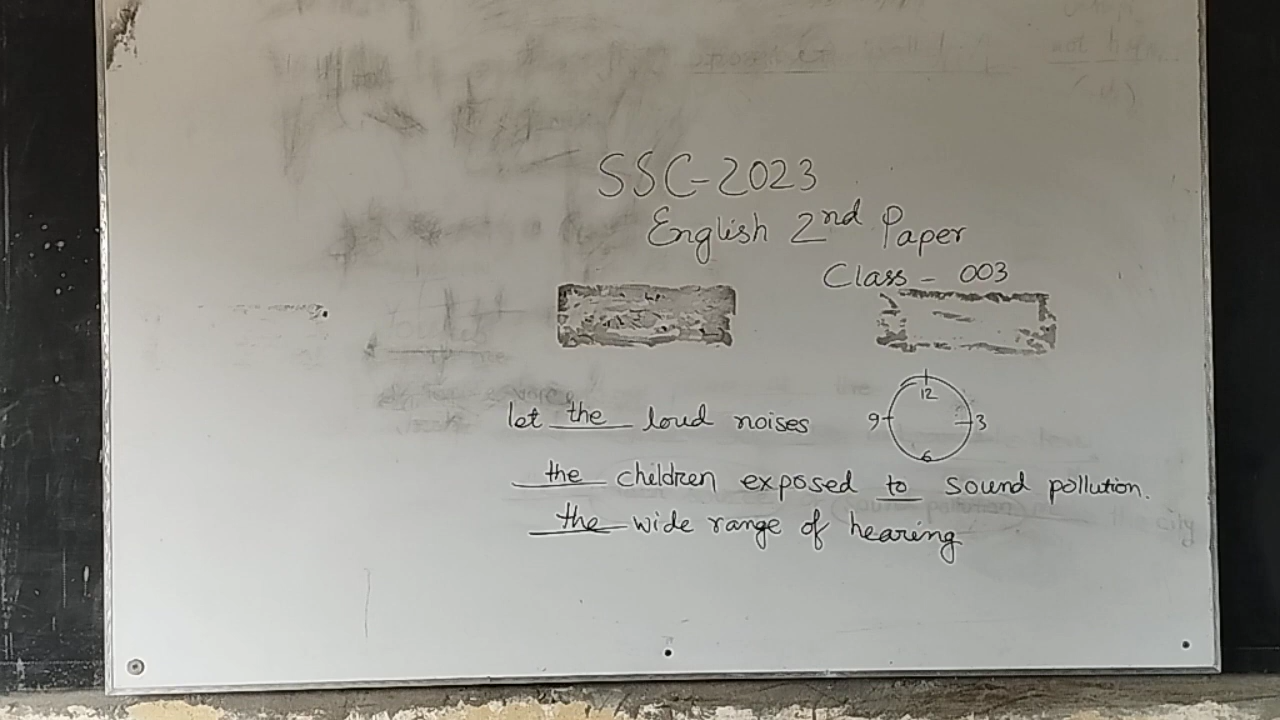 SSC-2023
English 2nd Paper
Class - 003
let the loud noises
12
9 3
6
the children exposed to sound pollution.
the wide range of hearing